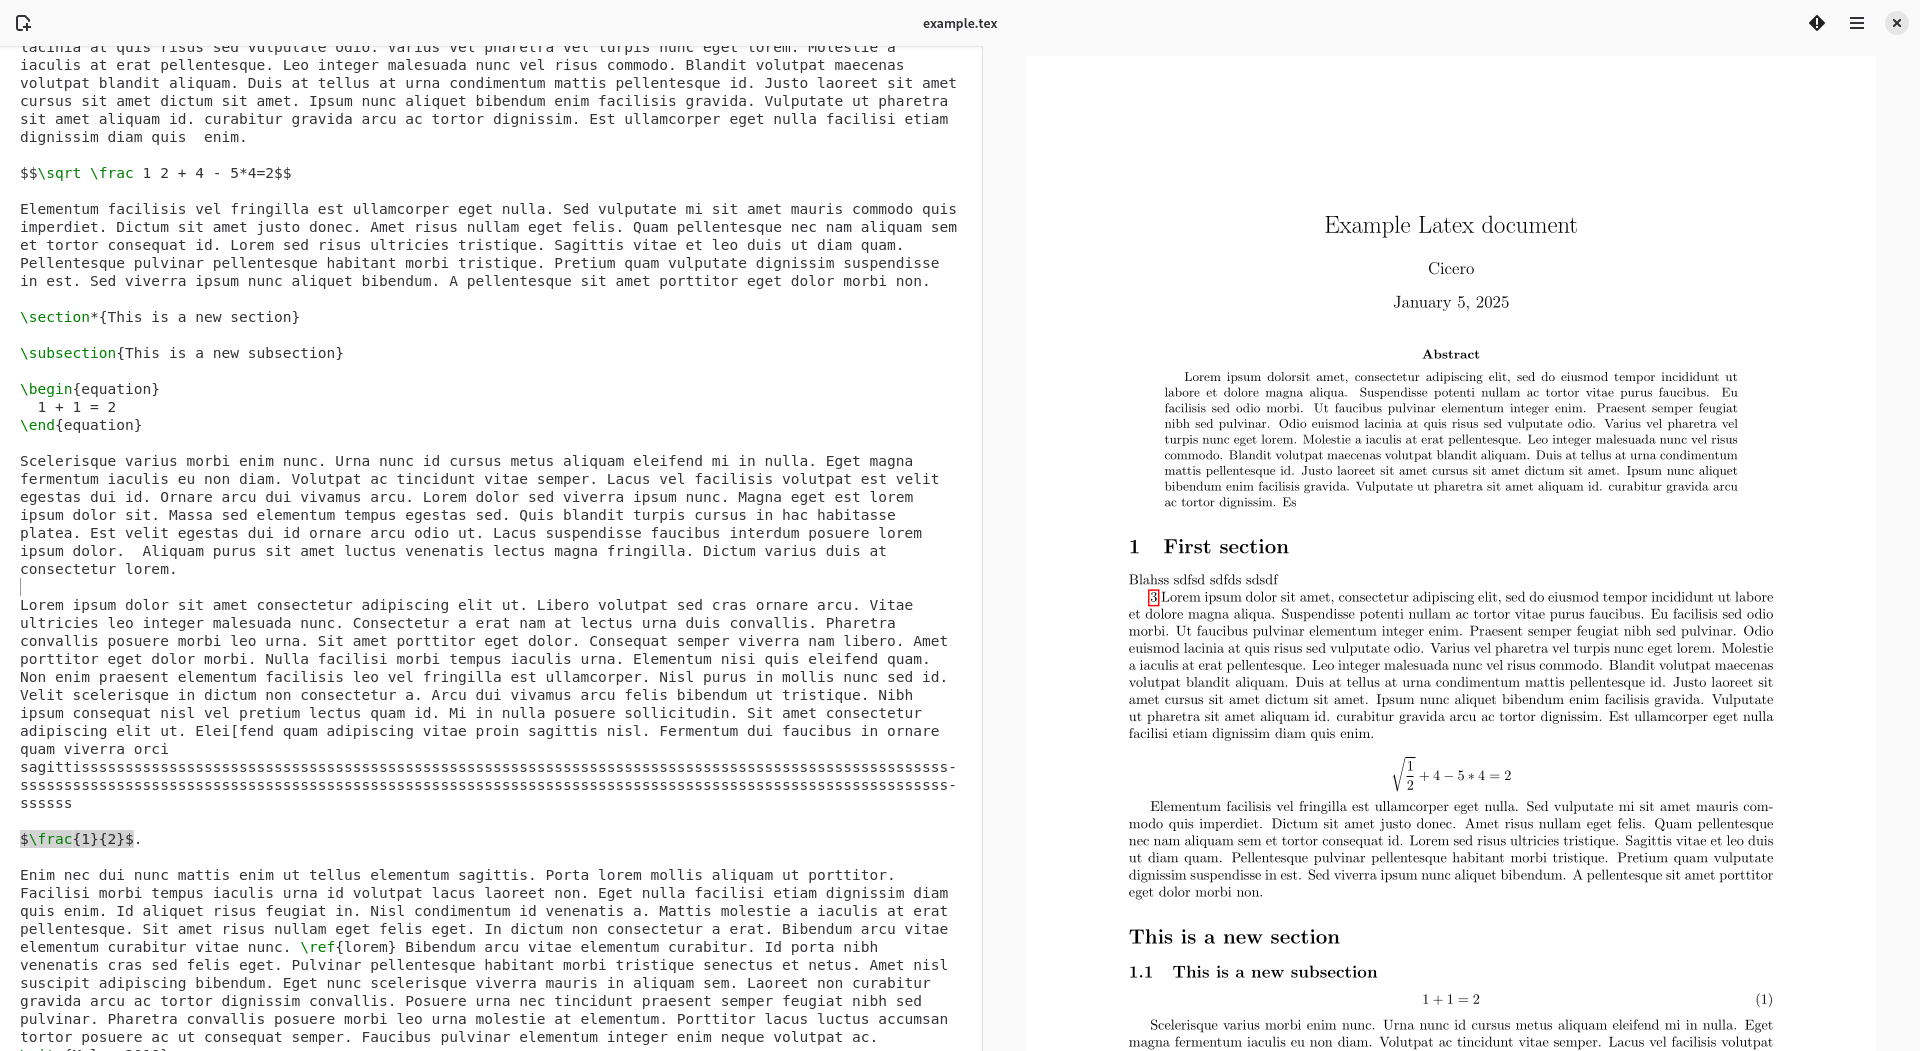 example.tex
lacinia at quis risus sed vulputate odio. Varius vel pharetra vel turpis nunc eget lorem. Molestie a
iaculis at erat pellentesque. Leo integer malesuada nunc vel risus commodo. Blandit volutpat maecenas
volutpat blandit aliquam. Duis at tellus at urna condimentum mattis pellentesque id. Justo laoreet sit amet
cursus sit amet dictum sit amet. Ipsum nunc aliquet bibendum enim facilisis gravida. Vulputate ut pharetra
sit amet aliquam id. curabitur gravida arcu ac tortor dignissim. Est ullamcorper eget nulla facilisi etiam
dignissim diam quis  enim.
$$\sqrt \frac 1 2 + 4 - 5*4=2$$
Elementum facilisis vel fringilla est ullamcorper eget nulla. Sed vulputate mi sit amet mauris commodo quis
imperdiet. Dictum sit amet justo donec. Amet risus nullam eget felis. Quam pellentesque nec nam aliquam sem
et tortor consequat id. Lorem sed risus ultricies tristique. Sagittis vitae et leo duis ut diam quam.
Pellentesque pulvinar pellentesque habitant morbi tristique. Pretium quam vulputate dignissim suspendisse
in est. Sed viverra ipsum nunc aliquet bibendum. A pellentesque sit amet porttitor eget dolor morbi non.
\section*{This is a new section}
\subsection{This is a new subsection}
\begin{equation}
1 + 1 = 2
\end{equation}
Scelerisque varius morbi enim nunc. Urna nunc id cursus metus aliquam eleifend mi in nulla. Eget magna
fermentum iaculis eu non diam. Volutpat ac tincidunt vitae semper. Lacus vel facilisis volutpat est velit
egestas dui id. Ornare arcu dui vivamus arcu. Lorem dolor sed viverra ipsum nunc. Magna eget est lorem
ipsum dolor sit. Massa sed elementum tempus egestas sed. Quis blandit turpis cursus in hac habitasse
platea. Est velit egestas dui id ornare arcu odio ut. Lacus suspendisse faucibus interdum posuere lorem
ipsum dolor.  Aliquam purus sit amet luctus venenatis lectus magna fringilla. Dictum varius duis at
consectetur lorem.
Lorem ipsum dolor sit amet consectetur adipiscing elit ut. Libero volutpat sed cras ornare arcu. Vitae
ultricies leo integer malesuada nunc. Consectetur a erat nam at lectus urna duis convallis. Pharetra
convallis posuere morbi leo urna. Sit amet porttitor eget dolor. Consequat semper viverra nam libero. Amet
porttitor eget dolor morbi. Nulla facilisi morbi tempus iaculis urna. Elementum nisi quis eleifend quam.
Non enim praesent elementum facilisis leo vel fringilla est ullamcorper. Nisl purus in mollis nunc sed id.
Velit scelerisque in dictum non consectetur a. Arcu dui vivamus arcu felis bibendum ut tristique. Nibh
ipsum consequat nisl vel pretium lectus quam id. Mi in nulla posuere sollicitudin. Sit amet consectetur
adipiscing elit ut. Elei[fend quam adipiscing vitae proin sagittis nisl. Fermentum dui faucibus in ornare
quam viverra orci
sagittisssssssssssssssssssssssssssssssssssssssssssssssssssssssssssssssssssssssssssssssssssssssssssssssssss-
ssssssssssssssssssssssssssssssssssssssssssssssssssssssssssssssssssssssssssssssssssssssssssssssssssssssssss-
ssssss
$\frac{1}{2}$.
Enim nec dui nunc mattis enim ut tellus elementum sagittis. Porta lorem mollis aliquam ut porttitor.
Facilisi morbi tempus iaculis urna id volutpat lacus laoreet non. Eget nulla facilisi etiam dignissim diam
quis enim. Id aliquet risus feugiat in. Nisl condimentum id venenatis a. Mattis molestie a iaculis at erat
pellentesque. Sit amet risus nullam eget felis eget. In dictum non consectetur a erat. Bibendum arcu vitae
elementum curabitur vitae nunc. \ref{lorem} Bibendum arcu vitae elementum curabitur. Id porta nibh
venenatis cras sed felis eget. Pulvinar pellentesque habitant morbi tristique senectus et netus. Amet nisl
suscipit adipiscing bibendum. Eget nunc scelerisque viverra mauris in aliquam sem. Laoreet non curabitur
gravida arcu ac tortor dignissim convallis. Posuere urna nec tincidunt praesent semper feugiat nibh sed
pulvinar. Pharetra convallis posuere morbi leo urna molestie at elementum. Porttitor lacus luctus accumsan
tortor posuere ac ut consequat semper. Faucibus pulvinar elementum integer enim neque volutpat ac.
Example Latex document
Cicero
January 5, 2025
Abstract
Lorem ipsum dolorsit amet, consectetur adipiscing elit, sed do eiusmod tempor incididunt ut
labore et dolore magna aliqua. Suspendisse potenti nullam ac tortor vitae purus faucibus. Eu
facilisis sed odio morbi. Ut faucibus pulvinar elementum integer enim. Praesent semper feugiat
nibh sed pulvinar. Odio euismod lacinia at quis risus sed vulputate odio. Varius vel pharetra vel
turpis nunc eget lorem. Molestie a iaculis at erat pellentesque. Leo integer malesuada nunc vel risus
commodo. Blandit volutpat maecenas volutpat blandit aliquam. Duis at tellus at urna condimentum
mattis pellentesque id. Justo laoreet sit amet cursus sit amet dictum sit amet. Ipsum nunc aliquet
bibendum enim facilisis gravida. Vulputate ut pharetra sit amet aliquam id. curabitur gravida arcu
ac tortor dignissim. Es
1 First section
Blahss sdfsd sdfds sdsdf
3 Lorem ipsum dolor sit amet, consectetur adipiscing elit, sed do eiusmod tempor incididunt ut labore
et dolore magna aliqua. Suspendisse potenti nullam ac tortor vitae purus faucibus. Eu facilisis sed odio
morbi. Ut faucibus pulvinar elementum integer enim. Praesent semper feugiat nibh sed pulvinar. Odio
euismod lacinia at quis risus sed vulputate odio. Varius vel pharetra vel turpis nunc eget lorem. Molestie
a iaculis at erat pellentesque. Leo integer malesuada nunc vel risus commodo. Blandit volutpat maecenas
volutpat blandit aliquam. Duis at tellus at urna condimentum mattis pellentesque id. Justo laoreet sit
amet cursus sit amet dictum sit amet. Ipsum nunc aliquet bibendum enim facilisis gravida. Vulputate
ut pharetra sit amet aliquam id. curabitur gravida arcu ac tortor dignissim. Est ullamcorper eget nulla
facilisi etiam dignissim diam quis enim.
√1/2 + 4 − 5 ∗ 4 = 2
Elementum facilisis vel fringilla est ullamcorper eget nulla. Sed vulputate mi sit amet mauris com-
modo quis imperdiet. Dictum sit amet justo donec. Amet risus nullam eget felis. Quam pellentesque
nec nam aliquam sem et tortor consequat id. Lorem sed risus ultricies tristique. Sagittis vitae et leo duis
ut diam quam. Pellentesque pulvinar pellentesque habitant morbi tristique. Pretium quam vulputate
dignissim suspendisse in est. Sed viverra ipsum nunc aliquet bibendum. A pellentesque sit amet porttitor
eget dolor morbi non.
This is a new section
1.1 This is a new subsection
1 + 1 = 2 (1)
Scelerisque varius morbi enim nunc. Urna nunc id cursus metus aliquam eleifend mi in nulla. Eget
magna fermentum iaculis eu non diam. Volutpat ac tincidunt vitae semper. Lacus vel facilisis volutpat